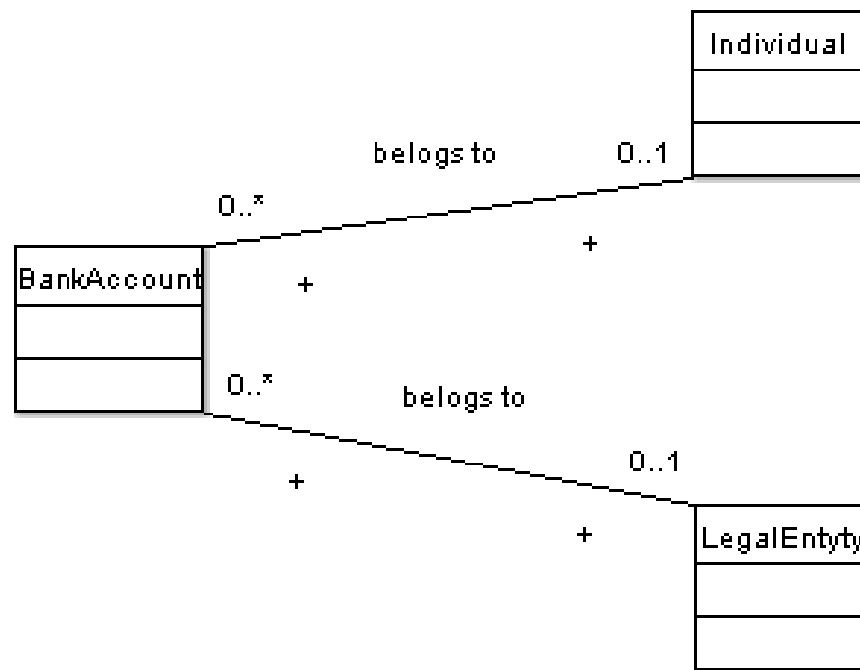 Individual
belogs to
0..1
0..*
+
+
BankAccount
0..*
belogs to
0..1
+
+
LegalEntyty